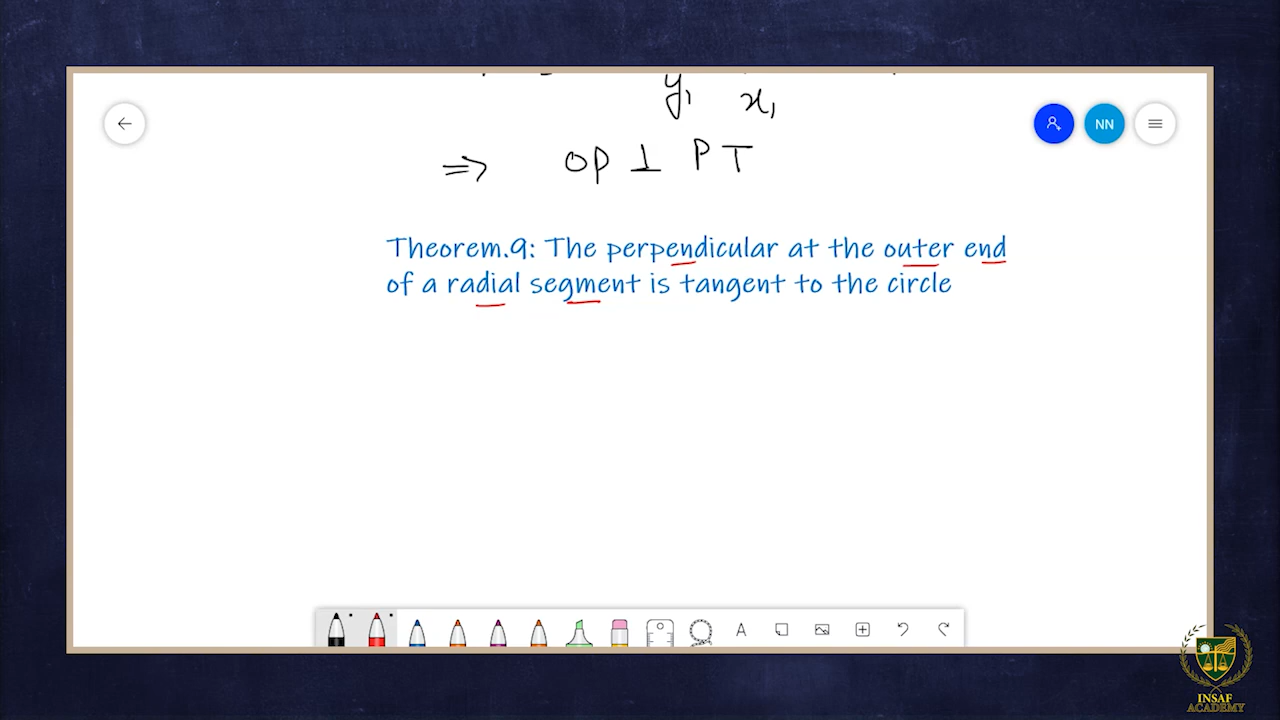 y₁ x₁
NN
⇒ OP ⊥ PT
Theorem.9: The perpendicular at the outer end
of a radial segment is tangent to the circle
A
INSAF
ACADEMY